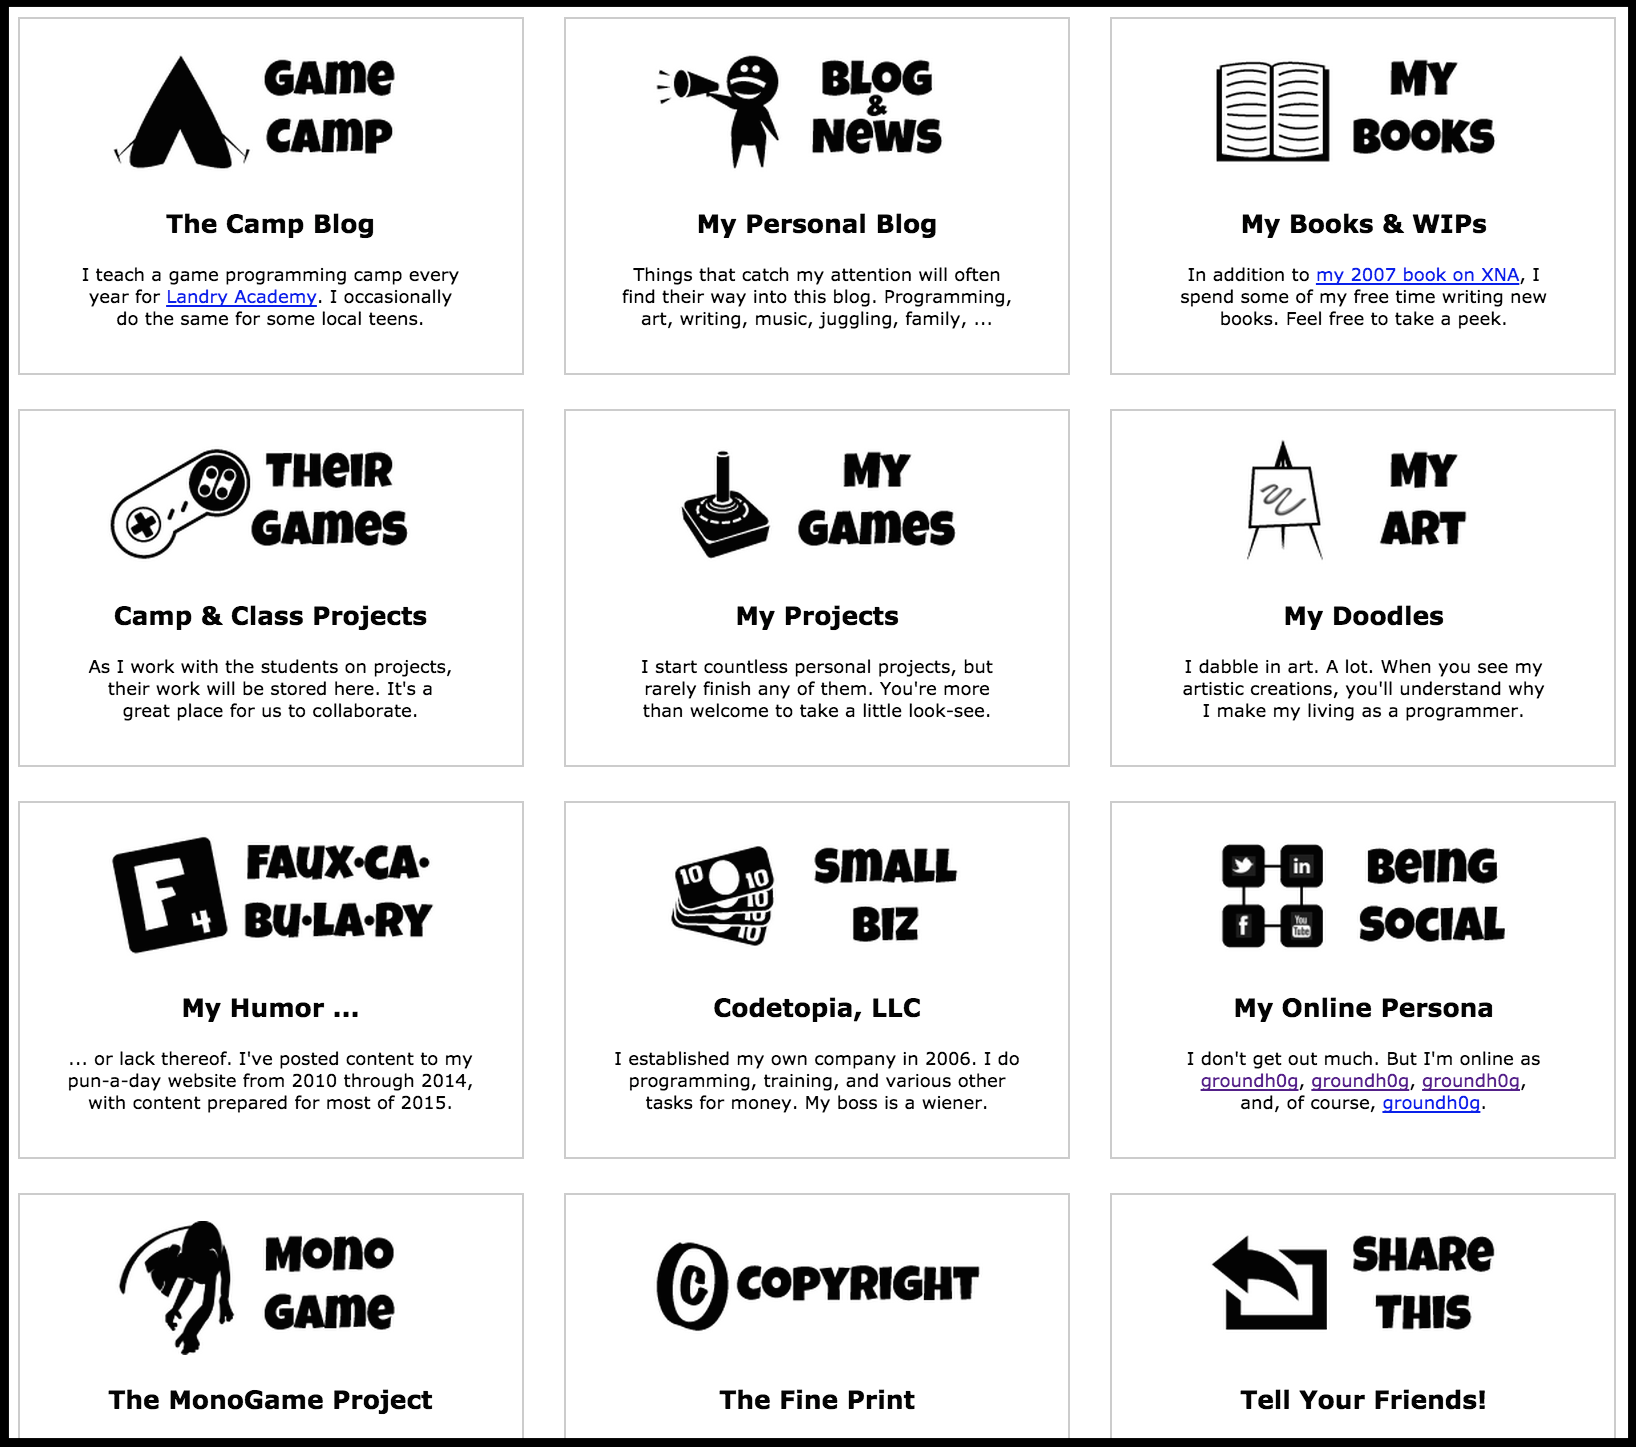 GAME
CAMP
The Camp Blog
I teach a game programming camp every
year for Landry Academy. I occasionally
do the same for some local teens.
BLOG
&
NEWS
My Personal Blog
Things that catch my attention will often
find their way into this blog. Programming,
art, writing, music, juggling, family, ...
MY
BOOKS
My Books & WIPs
In addition to my 2007 book on XNA, I
spend some of my free time writing new
books. Feel free to take a peek.
THEIR
GAMES
Camp & Class Projects
As I work with the students on projects,
their work will be stored here. It's a
great place for us to collaborate.
MY
GAMES
My Projects
I start countless personal projects, but
rarely finish any of them. You're more
than welcome to take a little look-see.
MY
ART
My Doodles
I dabble in art. A lot. When you see my
artistic creations, you'll understand why
I make my living as a programmer.
F
4
FAUX·CA·
BU·LA·RY
My Humor ...
... or lack thereof. I've posted content to my
pun-a-day website from 2010 through 2014,
with content prepared for most of 2015.
10 10
10
10
10
SMALL
BIZ
Codetopia, LLC
I established my own company in 2006. I do
programming, training, and various other
tasks for money. My boss is a wiener.
in
f
You
Tube
BEING
SOCIAL
My Online Persona
I don't get out much. But I'm online as
groundh0g, groundh0g, groundh0g,
and, of course, groundh0g.
MONO
GAME
The MonoGame Project
© COPYRIGHT
The Fine Print
SHARE
THIS
Tell Your Friends!